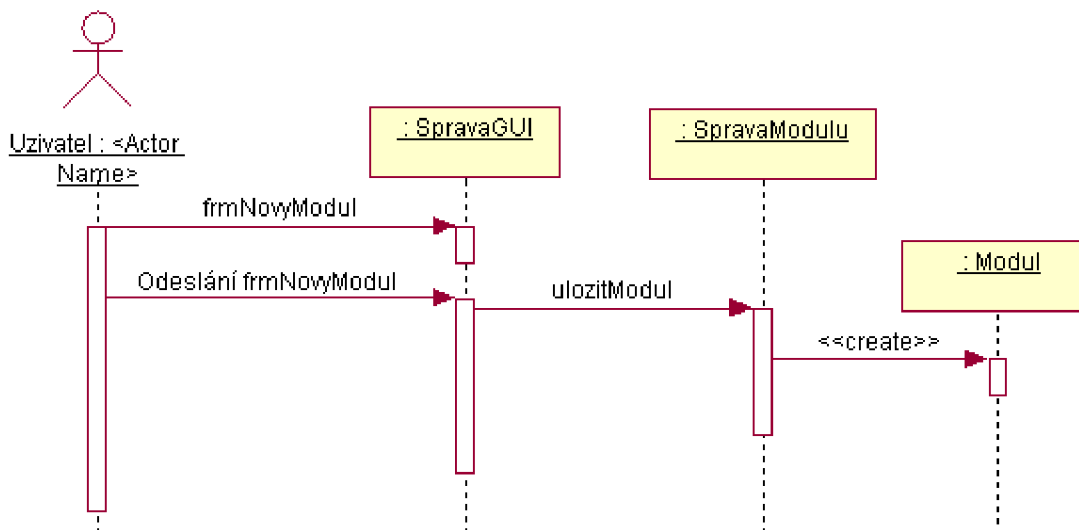 Uzivatel : <Actor
Name>
: SpravaGUI
: SpravaModulu
frmNovyModul
: Modul
Odeslání frmNovyModul
ulozitModul
<<create>>